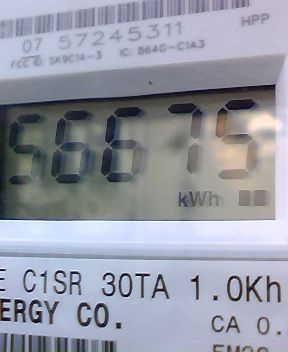 HPP
07 57245311
FCC ID: SK9C1A-3 IC: 864G-C1A3
56675
kWh
E C1SR 30TA 1.0Kh
ERGY CO.
CA 0.